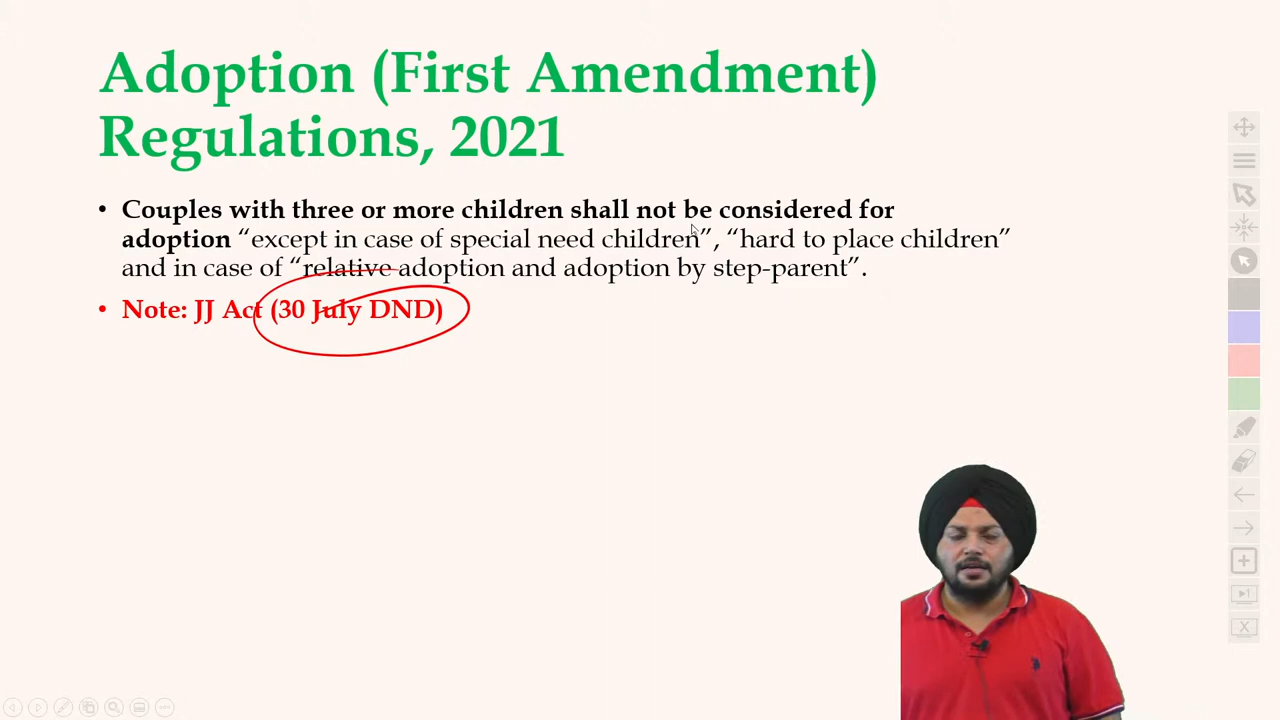 Adoption (First Amendment)
Regulations, 2021
• Couples with three or more children shall not be considered for
adoption “except in case of special need children”, “hard to place children”
and in case of “relative adoption and adoption by step-parent”.
• Note: JJ Act (30 July DND)